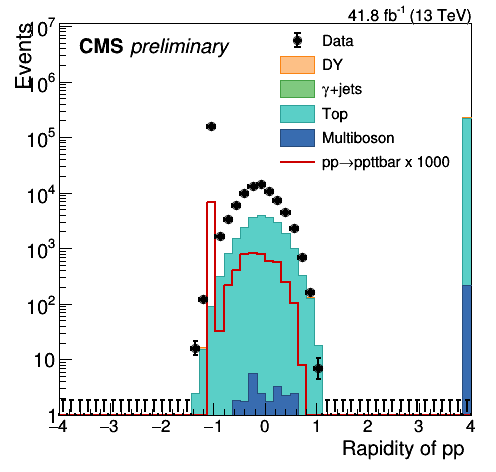 41.8 fb⁻¹ (13 TeV)
Events
CMS preliminary
Data
DY
γ+jets
Top
Multiboson
pp→ppttbar x 1000
10⁷
10⁶
10⁵
10⁴
10³
10²
10
1
−4 −3 −2 −1 0 1 2 3 4
Rapidity of pp